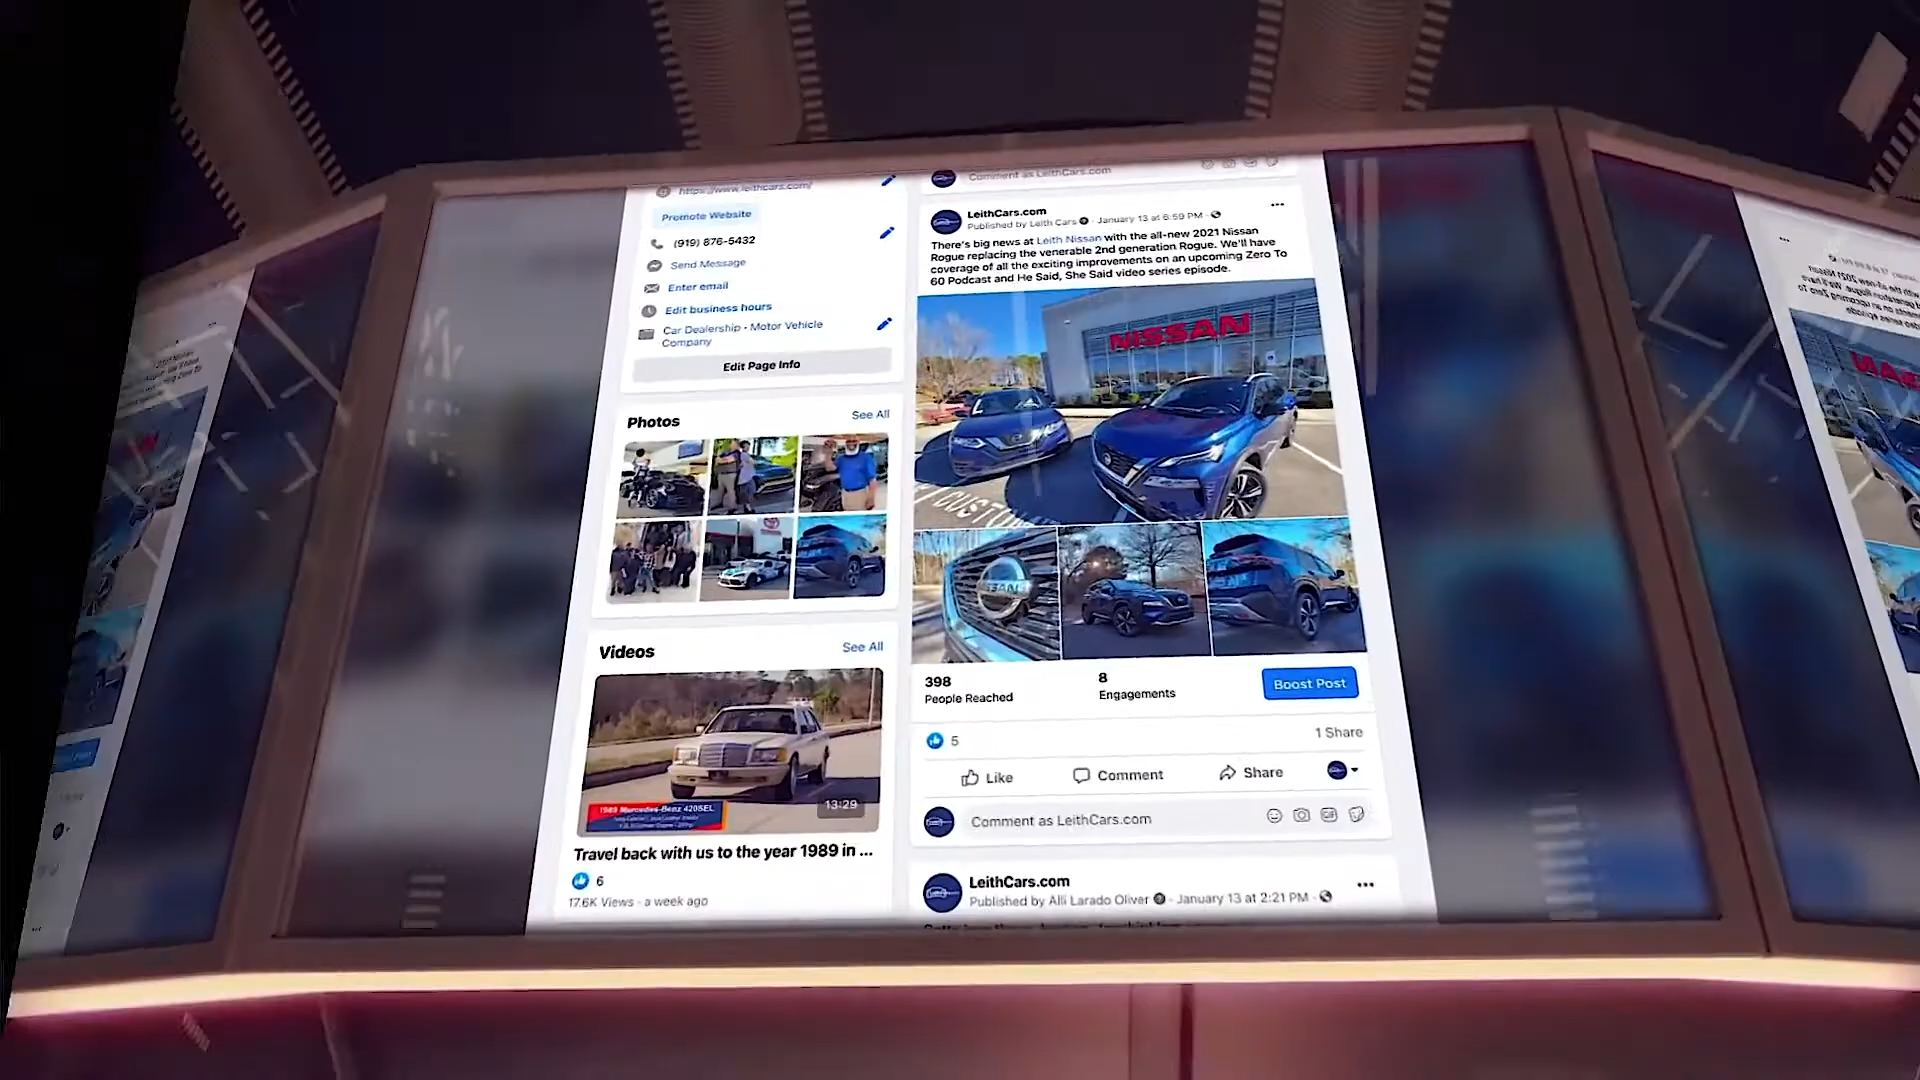 https://www.leithcars.com/
Promote Website
(919) 876-5432
Send Message
Enter email
Edit business hours
Car Dealership • Motor Vehicle
Company
Edit Page Info
Photos
See All
Videos
See All
1989 Mercedes-Benz 420SEL
13:29
Travel back with us to the year 1989 in ...
6
17.6K Views · a week ago
Comment as LeithCars.com
LeithCars.com
Published by Leith Cars · January 13 at 6:59 PM ·
There's big news at Leith Nissan with the all-new 2021 Nissan
Rogue replacing the venerable 2nd generation Rogue. We'll have
coverage of all the exciting improvements on an upcoming Zero To
60 Podcast and He Said, She Said video series episode.
NISSAN
NISSAN
398
People Reached
8
Engagements
Boost Post
5
1 Share
Like
Comment
Share
Comment as LeithCars.com
GIF
LeithCars.com
Published by Alli Larado Oliver · January 13 at 2:21 PM ·